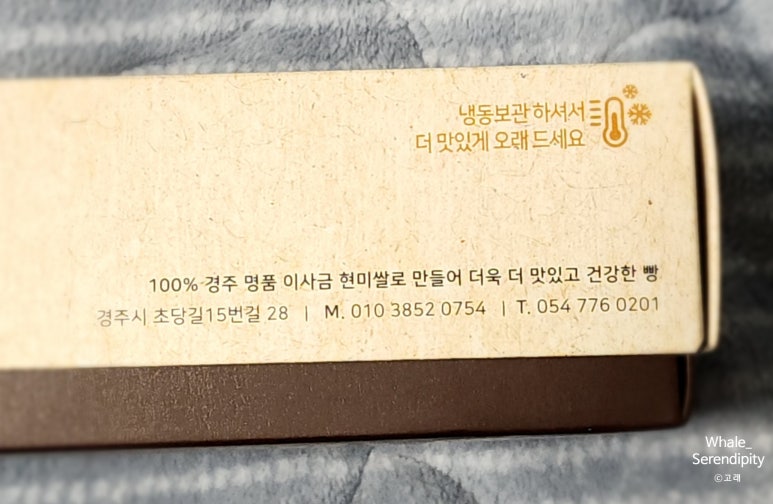 냉동보관 하셔서
더 맛있게 오래 드세요
100% 경주 명품 이사금 현미쌀로 만들어 더욱 더 맛있고 건강한 빵
경주시 초당길15번길 28 | M. 010 3852 0754 | T. 054 776 0201
Whale_
Serendipity
ⓒ고래